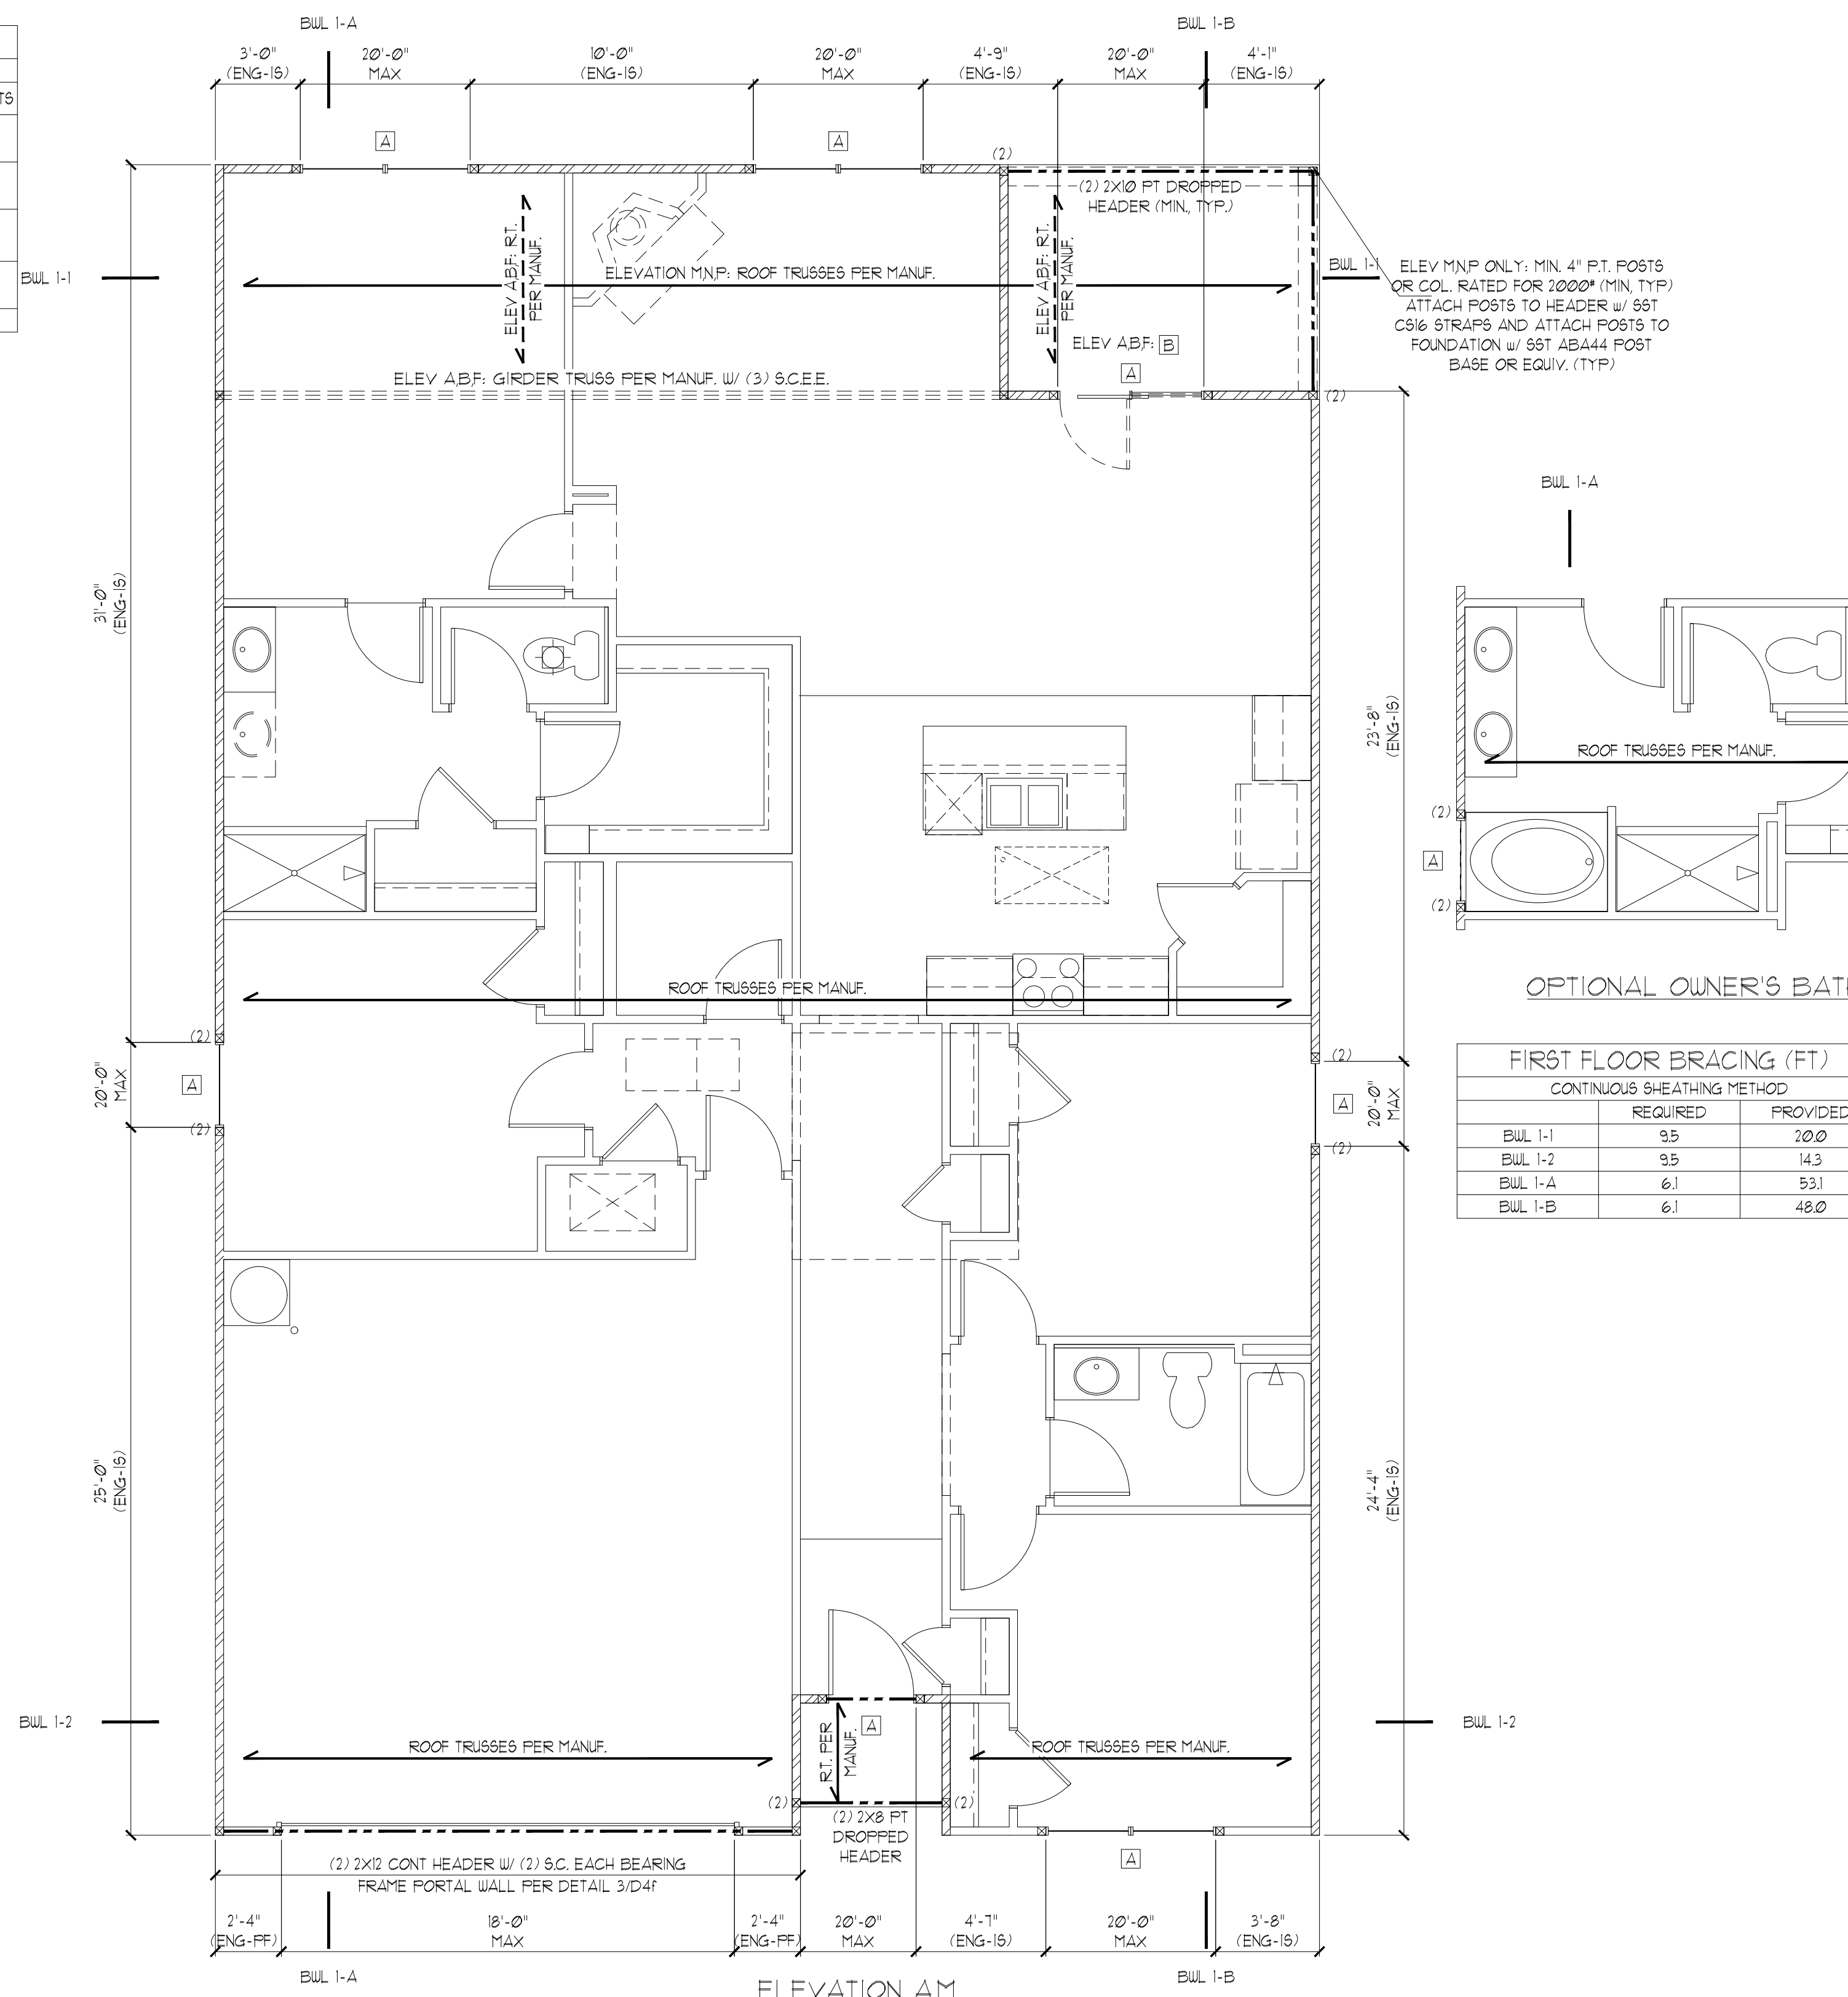 BWL 1-A
BWL 1-B
3'-0"
(ENG-IS)
20'-0"
MAX
10'-0"
(ENG-IS)
20'-0"
MAX
4'-9"
(ENG-IS)
20'-0"
MAX
4'-1"
(ENG-IS)
TS
A
A
(2)
(2) 2X10 PT DROPPED
HEADER (MIN., TYP.)
ELEV A,B,F: R.T.
PER MANUF.
ELEV A,B,F: R.T.
PER MANUF.
BWL 1-1
ELEVATION M,N,P: ROOF TRUSSES PER MANUF.
BWL 1-1
ELEV M,N,P ONLY: MIN. 4" P.T. POSTS
OR COL. RATED FOR 2000# (MIN, TYP)
ATTACH POSTS TO HEADER w/ SST
CS16 STRAPS AND ATTACH POSTS TO
FOUNDATION w/ SST ABA44 POST
BASE OR EQUIV. (TYP)
ELEV A,B,F: B
A
ELEV A,B,F: GIRDER TRUSS PER MANUF. W/ (3) S.C.E.E.
(2)
BWL 1-A
31'-0"
(ENG-IS)
23'-8"
(ENG-IS)
ROOF TRUSSES PER MANUF.
(2)
A
(2)
OPTIONAL OWNER'S BAT
ROOF TRUSSES PER MANUF.
(2)
20'-0"
MAX
A
(2)
(2)
A
20'-0"
MAX
(2)
FIRST FLOOR BRACING (FT)
CONTINUOUS SHEATHING METHOD
REQUIRED PROVIDED
BWL 1-1 9.5 20.0
BWL 1-2 9.5 14.3
BWL 1-A 6.1 53.1
BWL 1-B 6.1 48.0
25'-0"
(ENG-IS)
24'-4"
(ENG-IS)
BWL 1-2
BWL 1-2
ROOF TRUSSES PER MANUF.
R.T. PER
MANUF.
A
ROOF TRUSSES PER MANUF.
(2)
(2)
(2) 2X8 PT
DROPPED
HEADER
A
(2) 2X12 CONT HEADER W/ (2) S.C. EACH BEARING
FRAME PORTAL WALL PER DETAIL 3/D4f
2'-4"
(ENG-PF)
18'-0"
MAX
2'-4"
(ENG-PF)
20'-0"
MAX
4'-7"
(ENG-IS)
20'-0"
MAX
3'-8"
(ENG-IS)
BWL 1-A
BWL 1-B
ELEVATION AM